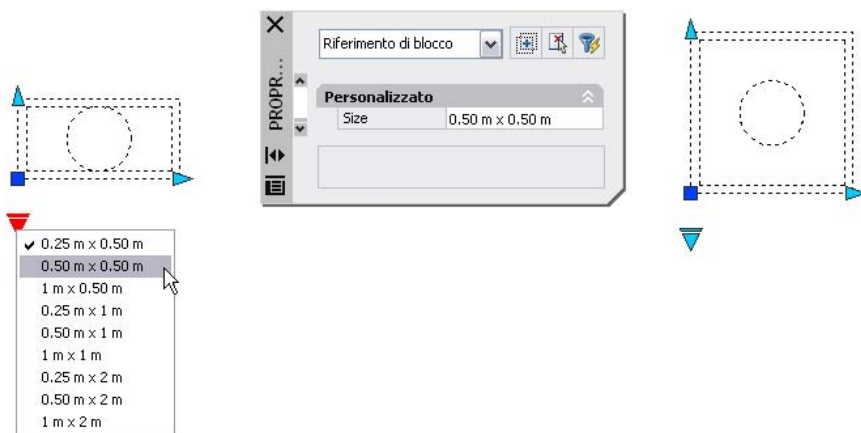 PROPR...
Riferimento di blocco
Personalizzato
Size 0.50 m x 0.50 m
0.25 m x 0.50 m
0.50 m x 0.50 m
1 m x 0.50 m
0.25 m x 1 m
0.50 m x 1 m
1 m x 1 m
0.25 m x 2 m
0.50 m x 2 m
1 m x 2 m